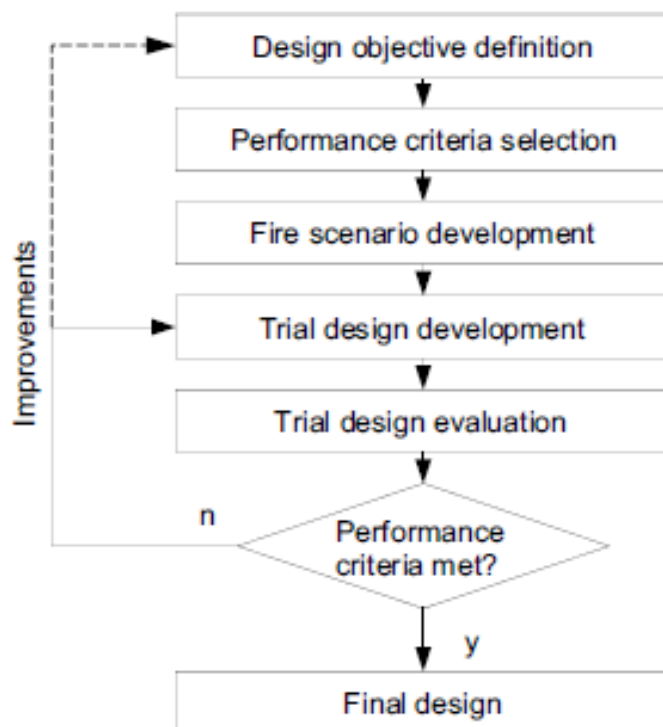 Design objective definition
Performance criteria selection
Fire scenario development
Improvements
Trial design development
Trial design evaluation
n
Performance
criteria met?
y
Final design